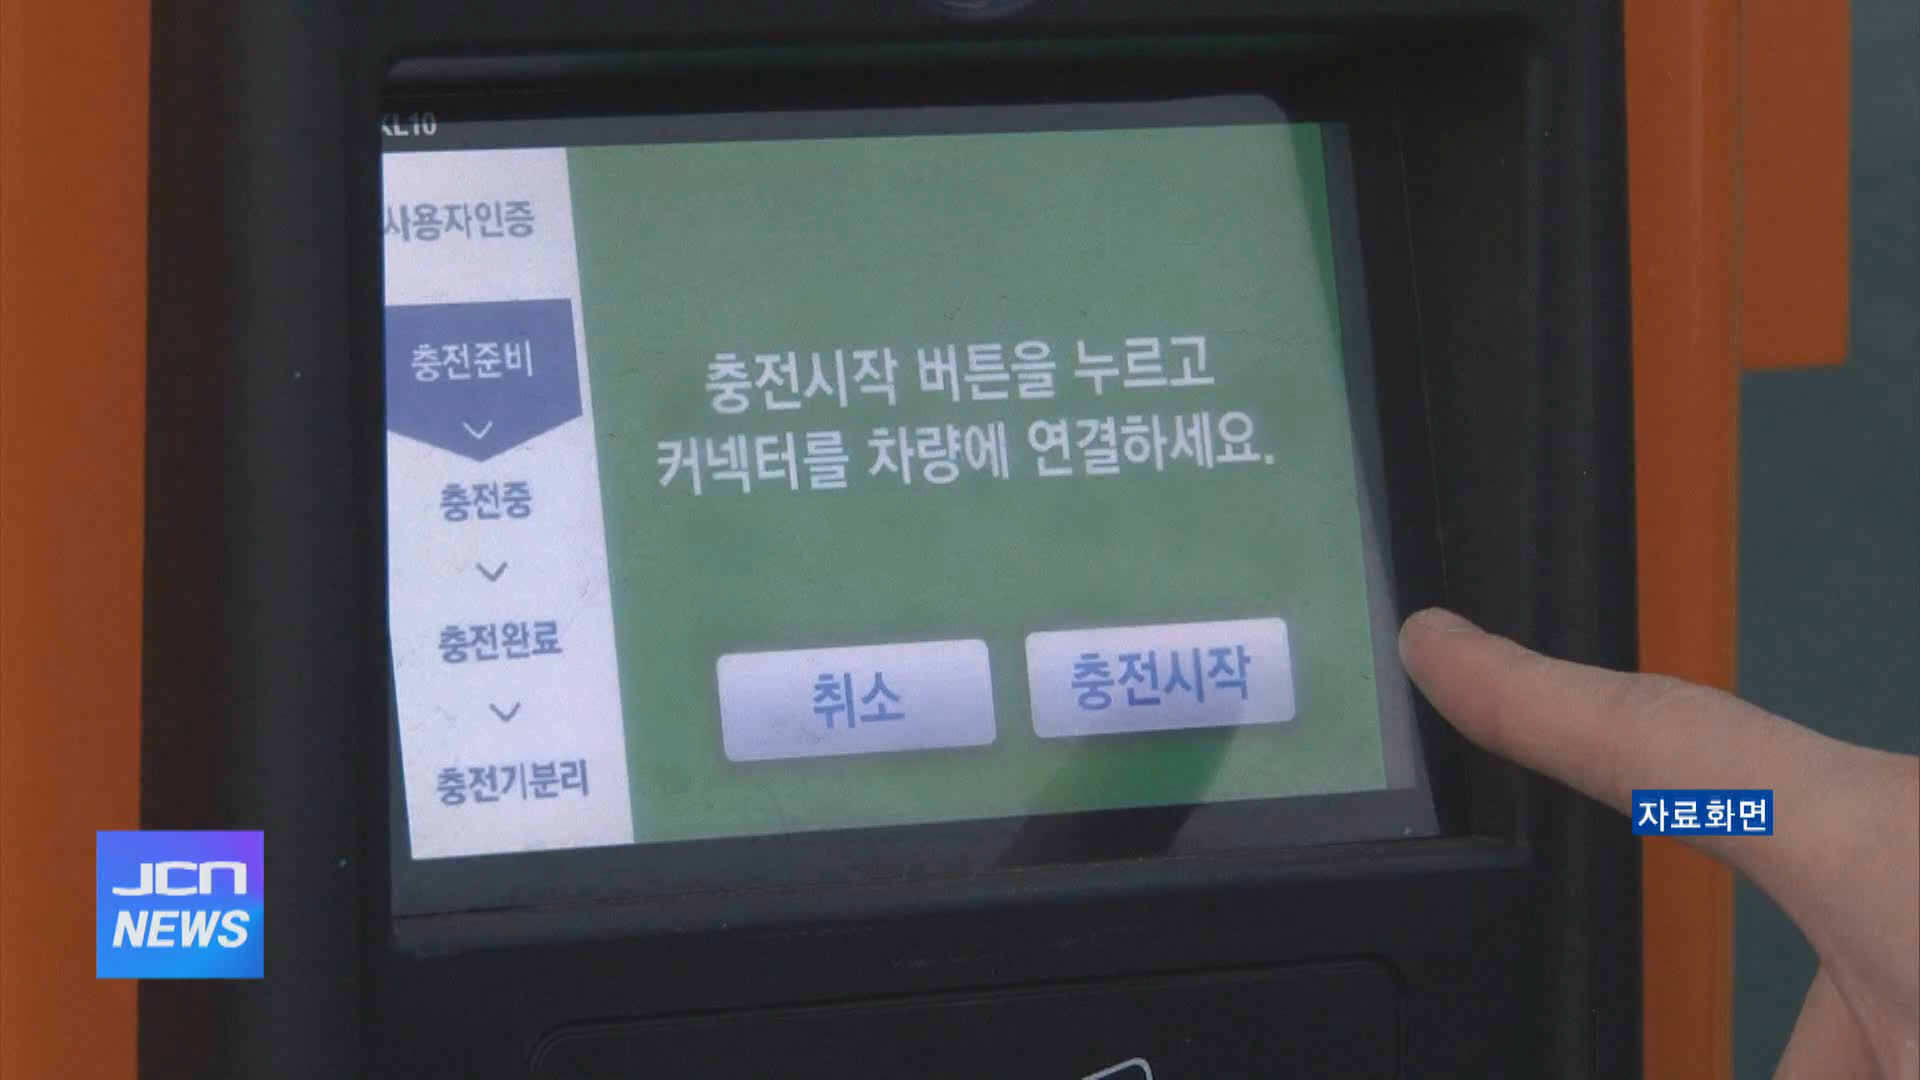 KL10
사용자인증
충전준비
충전중
충전완료
충전기분리
충전시작 버튼을 누르고
커넥터를 차량에 연결하세요.
취소
충전시작
자료화면
JCN
NEWS